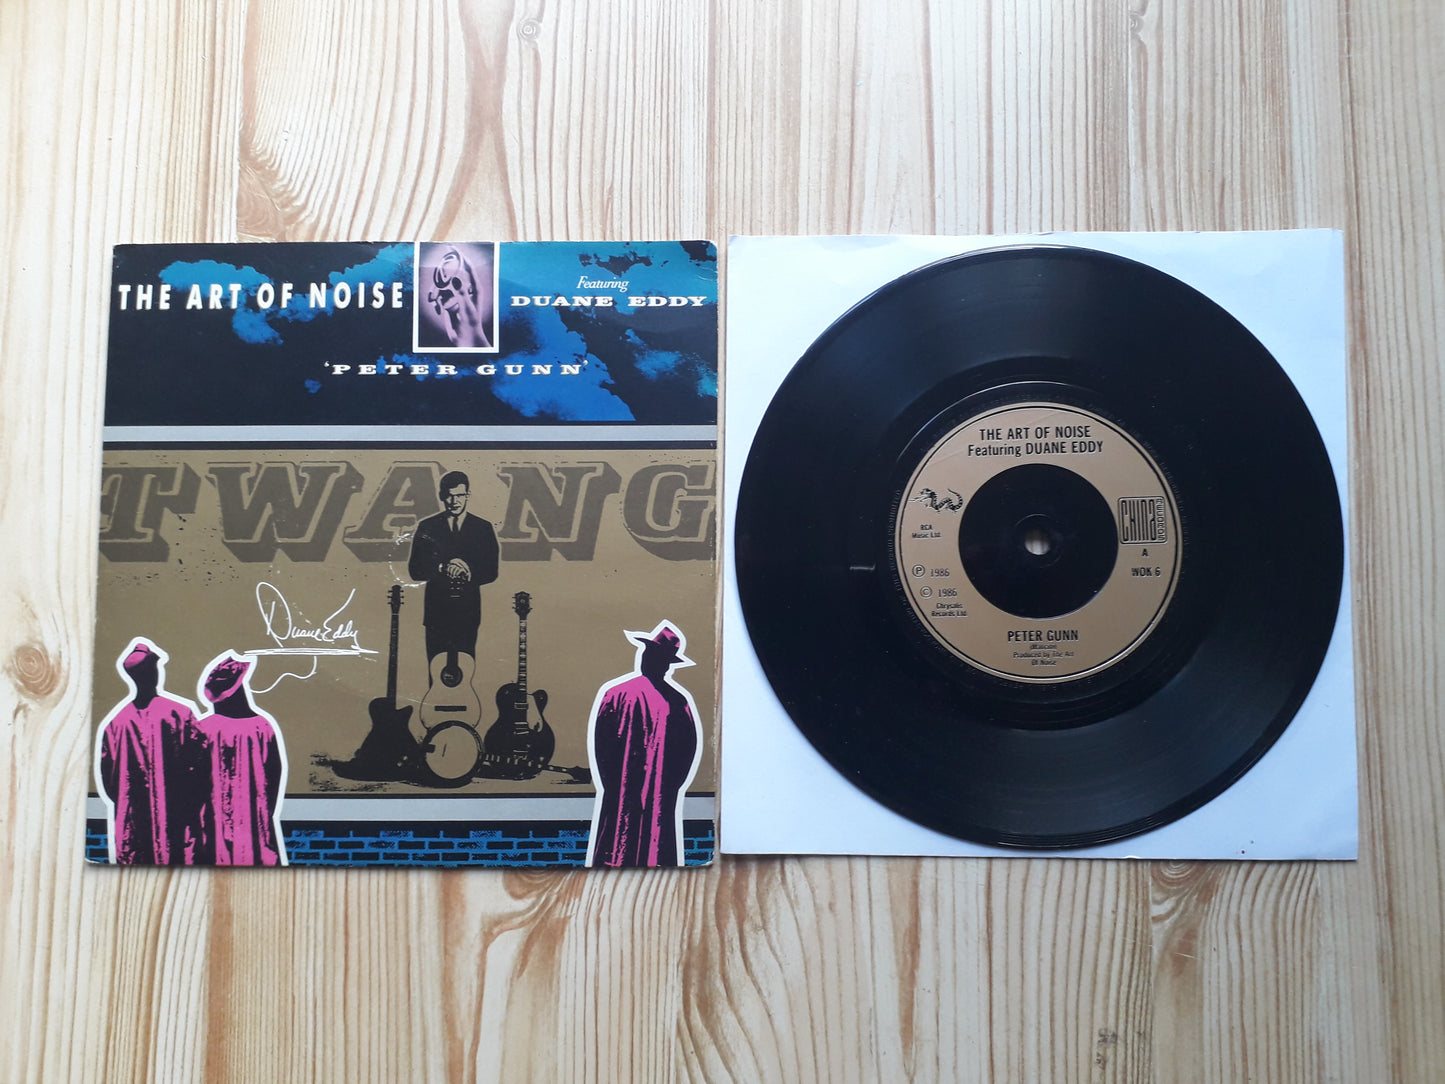 THE ART OF NOISE
Featuring
DUANE EDDY
'PETER GUNN'
TWANG
Duane Eddy
THE ART OF NOISE
Featuring DUANE EDDY
RCA
Music Ltd.
℗ 1986
© 1986
Chrysalis
Records Ltd.
CHINA
RECORDS
A
WOK 6
PETER GUNN
(Mancini)
Produced by The Art
Of Noise